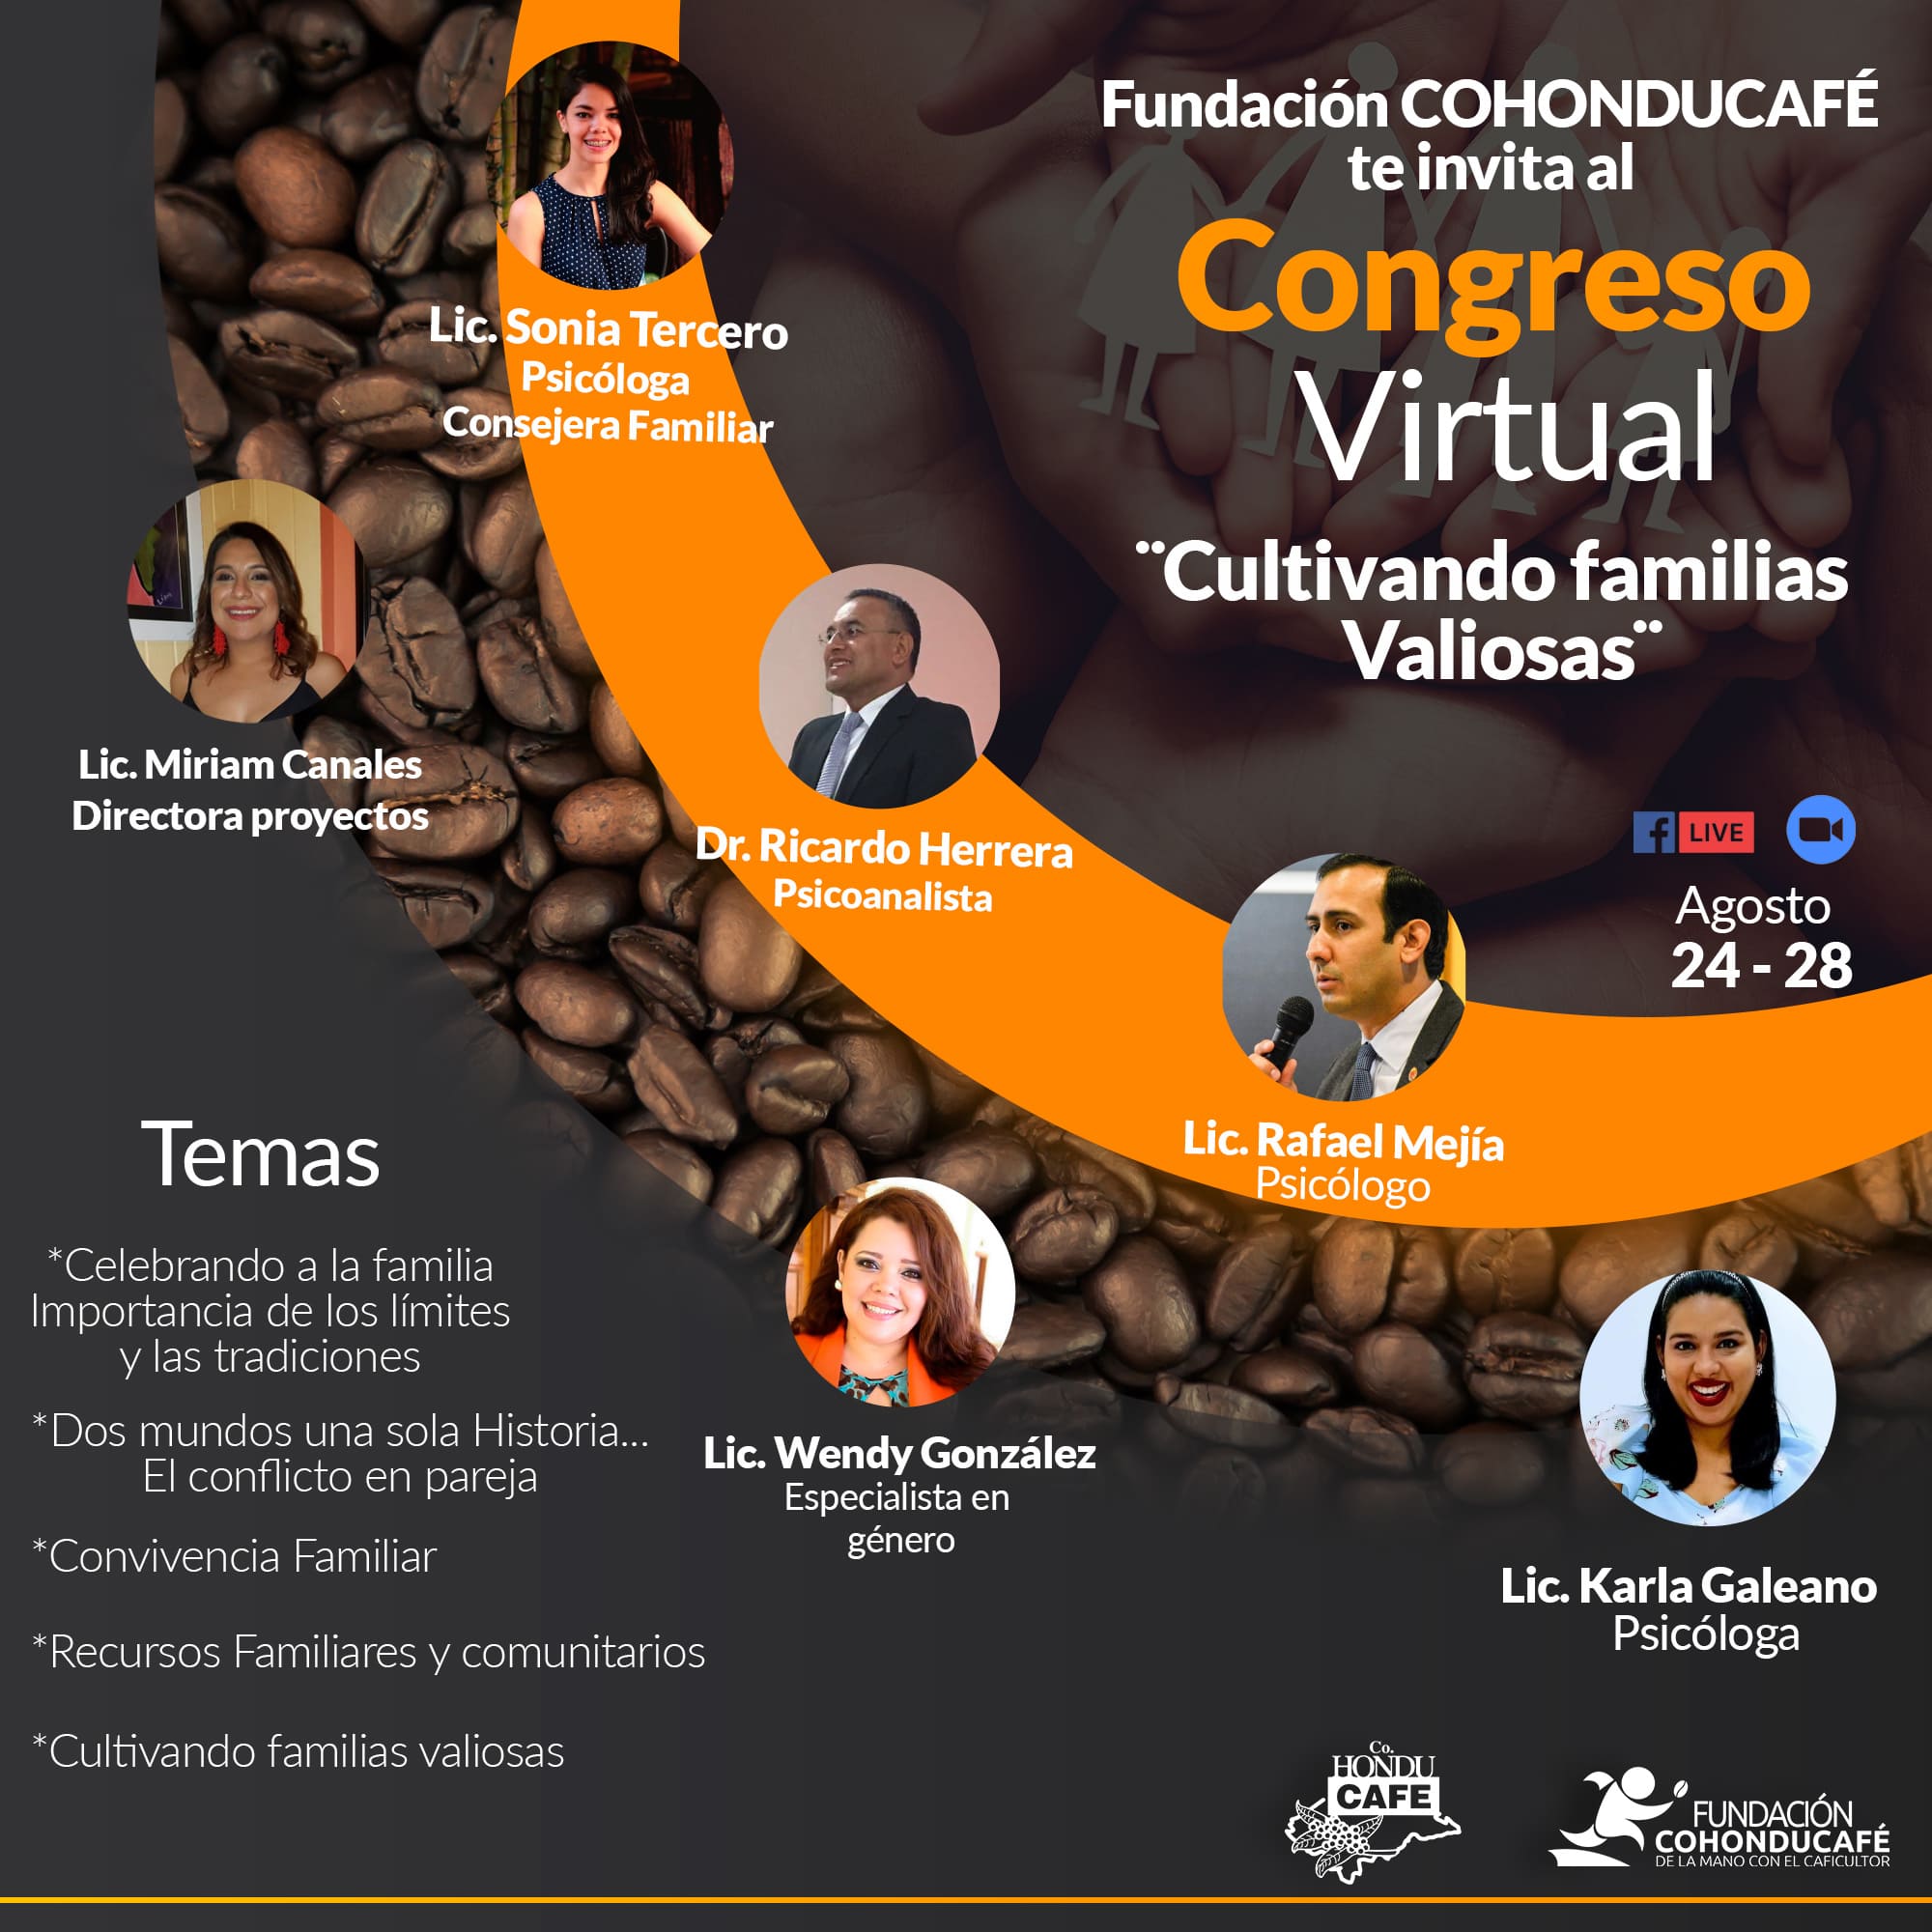 Fundación COHONDUCAFÉ
te invita al
Congreso
Virtual
¨Cultivando familias
Valiosas¨
LIVE
Agosto
24 - 28
Lic. Sonia Tercero
Psicóloga
Consejera Familiar
Lic. Miriam Canales
Directora proyectos
Dr. Ricardo Herrera
Psicoanalista
Lic. Rafael Mejía
Psicólogo
Lic. Wendy González
Especialista en
género
Lic. Karla Galeano
Psicóloga
Temas
*Celebrando a la familia
Importancia de los límites
y las tradiciones
*Dos mundos una sola Historia...
El conflicto en pareja
*Convivencia Familiar
*Recursos Familiares y comunitarios
*Cultivando familias valiosas
Co.
HONDU
CAFE
FUNDACIÓN
COHONDUCAFÉ
DE LA MANO CON EL CAFICULTOR